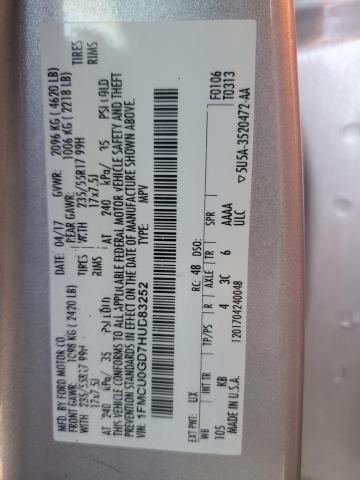 MFD. BY FORD MOTOR CO.
04/17 GVWR: 2096 KG ( 4620 LB)
FRONT GAWR: 1098 KG ( 2420 LB)
REAR GAWR: 1006 KG ( 2218 LB)
235/55R17 99H TIRES
WITH 235/55R17 99H TIRES
17x7.5J RIMS
17x7.5J RIMS
AT 240 kPa/ 35 PSI COLD
AT 240 kPa/ 35 PSI COLD
THIS VEHICLE CONFORMS TO ALL APPLICABLE FEDERAL MOTOR VEHICLE SAFETY AND THEFT
PREVENTION STANDARDS IN EFFECT ON THE DATE OF MANUFACTURE SHOWN ABOVE.
VIN: 1FMCU0GD7HUD83252
TYPE: MPV
F0106
T0313
EXT PNT: UX RC: 48 DSO:
WB INT TR TP/PS R AXLE TR SPR
105 KB 4 3C 6 AAAA
ULC
MADE IN U.S.A. 1201704240048
▽5U5A-3520472-AA